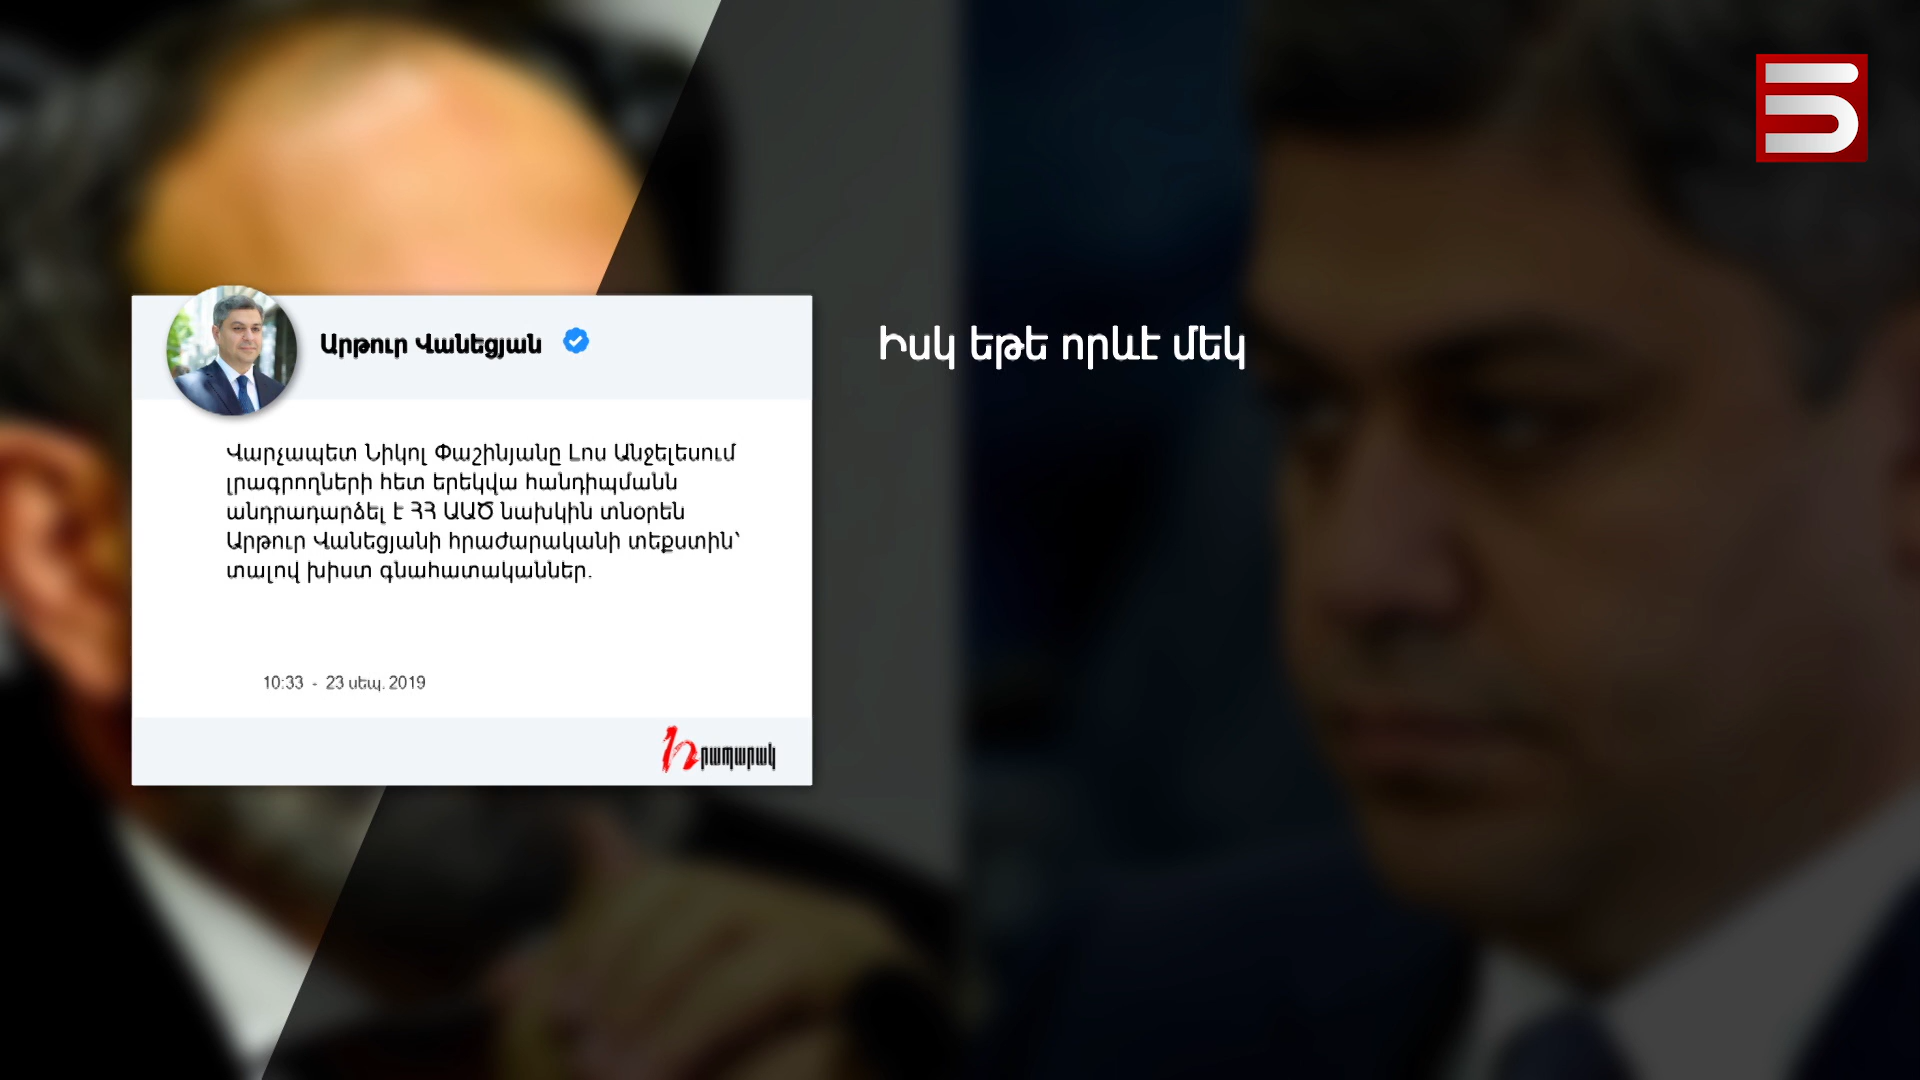 5
Արթուր Վանեցյան
Իսկ եթե որևէ մեկ
Վարչապետ Նիկոլ Փաշինյանը Լոս Անջելեսում
լրագրողների հետ երեկվա հանդիպմանն
անդրադարձել է ՀՀ ԱԱԾ նախկին տնօրեն
Արթուր Վանեցյանի հրաժարականի տեքստին՝
տալով խիստ գնահատականներ.
10:33 - 23 սեպ. 2019
Հրապարակ